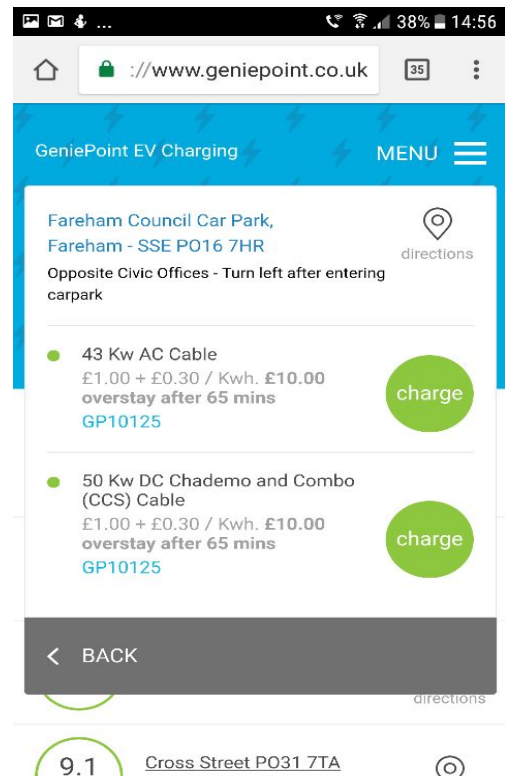 ... 38% 14:56
://www.geniepoint.co.uk 35
GeniePoint EV Charging MENU
Fareham Council Car Park,
Fareham - SSE PO16 7HR
directions
Opposite Civic Offices - Turn left after entering
carpark
43 Kw AC Cable
£1.00 + £0.30 / Kwh. £10.00
overstay after 65 mins
GP10125
charge
50 Kw DC Chademo and Combo
(CCS) Cable
£1.00 + £0.30 / Kwh. £10.00
overstay after 65 mins
GP10125
charge
BACK
directions
9.1 Cross Street PO31 7TA